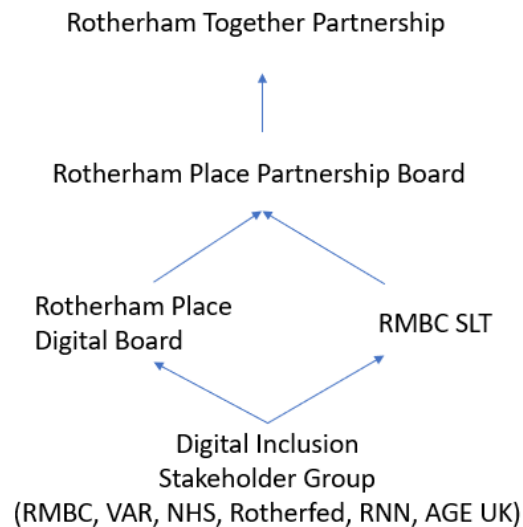 Rotherham Together Partnership
Rotherham Place Partnership Board
Rotherham Place
Digital Board
RMBC SLT
Digital Inclusion
Stakeholder Group
(RMBC, VAR, NHS, Rotherfed, RNN, AGE UK)